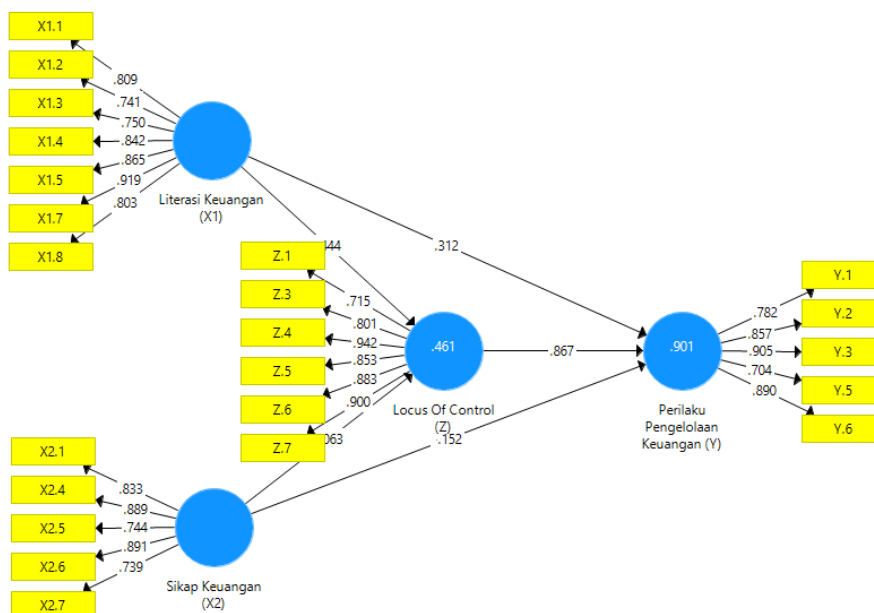 X1.1
X1.2
X1.3
X1.4
X1.5
X1.7
X1.8
.809
.741
.750
.842
.865
.919
.803
Literasi Keuangan
(X1)
.312
Z.1
Z.3
Z.4
Z.5
Z.6
Z.7
.715
.801
.942
.853
.883
.900
.461
Locus Of Control
(Z)
.867
.901
Perilaku
Pengelolaan
Keuangan (Y)
.782
.857
.905
.704
.890
Y.1
Y.2
Y.3
Y.5
Y.6
X2.1
X2.4
X2.5
X2.6
X2.7
.833
.889
.744
.891
.739
Sikap Keuangan
(X2)